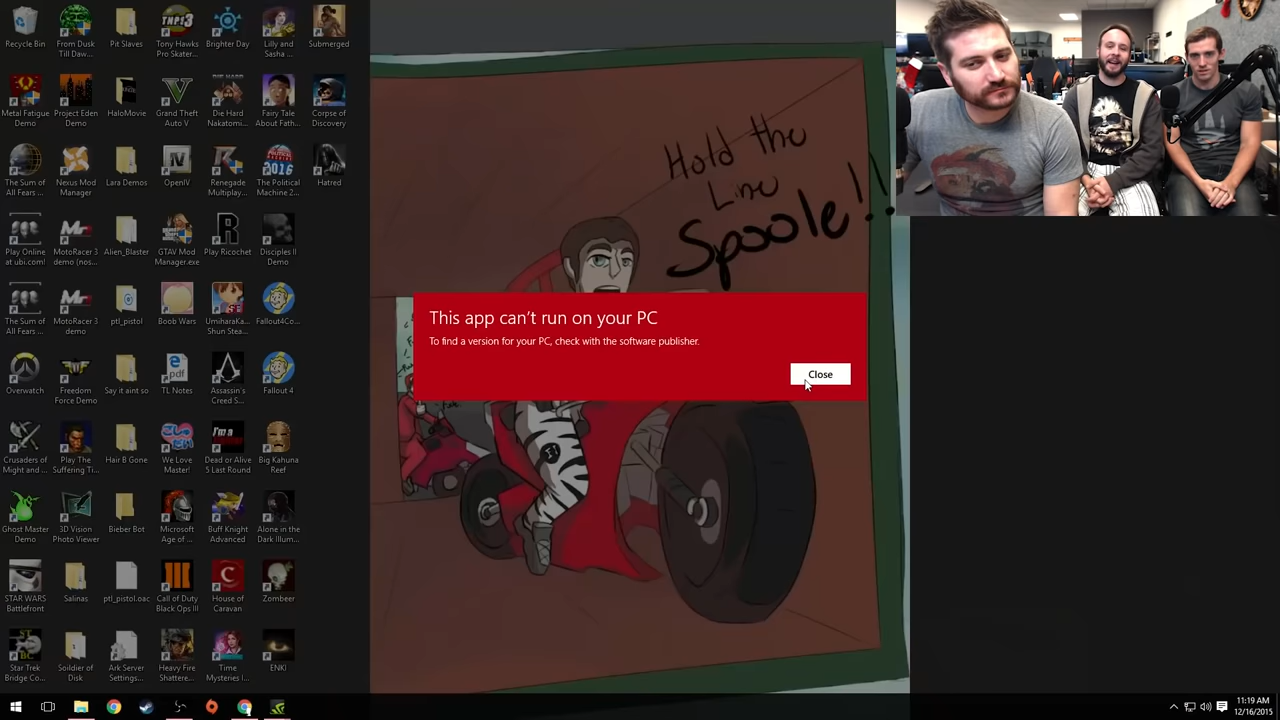 Recycle Bin
From Dusk
Till Daw...
Pit Slaves
Tony Hawks
Pro Skater...
Brighter Day
Lilly and
Sasha ...
Submerged
Metal Fatigue
Demo
Project Eden
Demo
HaloMovie
Grand Theft
Auto V
Die Hard
Nakatomi...
Fairy Tale
About Fath...
Corpse of
Discovery
The Sum of
All Fears ...
Nexus Mod
Manager
Lara Demos
OpenIV
Renegade
Multiplay...
The Political
Machine 2...
Hatred
Play Online
at ubi.com!
MotoRacer 3
demo (nos...
Alien_Blaster
GTAV Mod
Manager.exe
Play Ricochet
Disciples II
Demo
The Sum of
All Fears ...
MotoRacer 3
demo
ptl_pistol
Boob Wars
UmiharaKa...
Shun Stea...
Fallout4Co...
Overwatch
Freedom
Force Demo
Say it aint so
TL Notes
Assassin's
Creed S...
Fallout 4
Crusaders of
Might and ...
Play The
Suffering Ti...
Hair B Gone
We Love
Master!
Dead or Alive
5 Last Round
Big Kahuna
Reef
Ghost Master
Demo
3D Vision
Photo Viewer
Bieber Bot
Microsoft
Age of ...
Buff Knight
Advanced
Alone in the
Dark Illum...
STAR WARS
Battlefront
Salinas
ptl_pistol.oac
Call of Duty
Black Ops III
House of
Caravan
Zombeer
Star Trek
Bridge Co...
Soildier of
Disk
Ark Server
Settings...
Heavy Fire
Shattere...
Time
Mysteries I...
ENKI
Hold the
Line
Spoole!!
This app can't run on your PC
To find a version for your PC, check with the software publisher.
Close
11:19 AM
12/16/2015